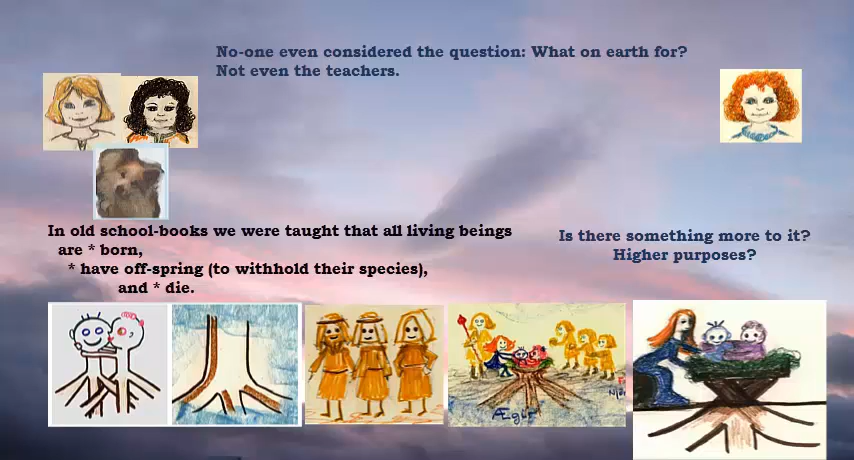 No-one even considered the question: What on earth for?
Not even the teachers.
In old school-books we were taught that all living beings
are * born,
* have off-spring (to withhold their species),
and * die.
Is there something more to it?
Higher purposes?